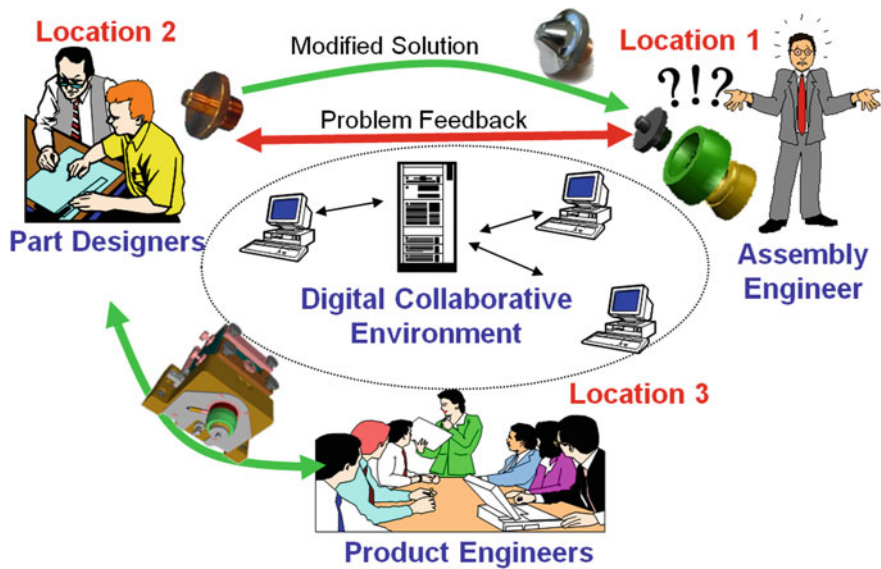 Location 2
Modified Solution
Location 1
?!?
Problem Feedback
Part Designers
Digital Collaborative
Environment
Assembly
Engineer
Location 3
Product Engineers